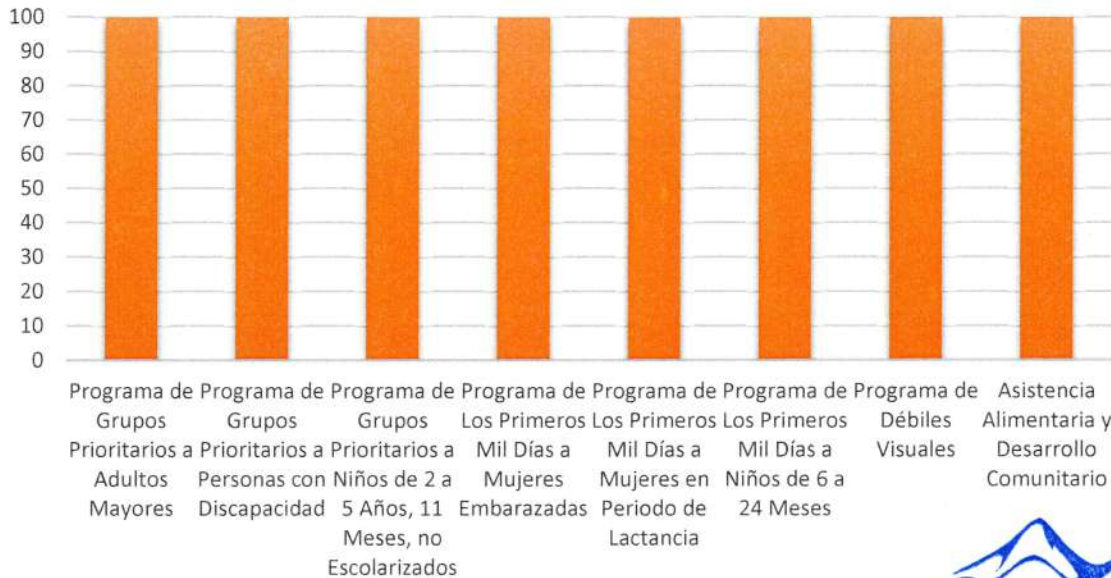 100
90
80
70
60
50
40
30
20
10
0
Programa de
Grupos
Prioritarios a
Adultos
Mayores
Programa de
Grupos
Prioritarios a
Personas con
Discapacidad
Programa de
Grupos
Prioritarios a
Niños de 2 a
5 Años, 11
Meses, no
Escolarizados
Programa de
Los Primeros
Mil Días a
Mujeres
Embarazadas
Programa de
Los Primeros
Mil Días a
Mujeres en
Periodo de
Lactancia
Programa de
Los Primeros
Mil Días a
Niños de 6 a
24 Meses
Programa de
Débiles
Visuales
Asistencia
Alimentaria y
Desarrollo
Comunitario